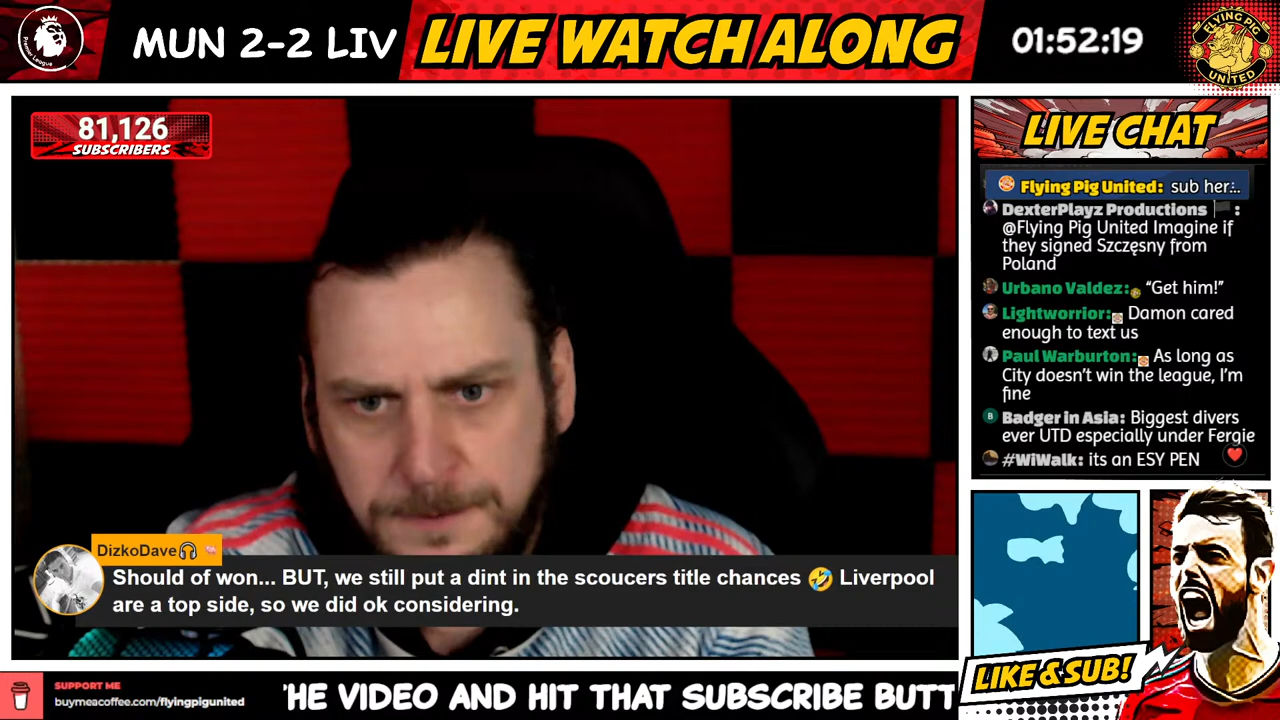 MUN 2-2 LIV
LIVE WATCH ALONG
01:52:19
Premier League
FLYING PIG
UNITED
81,126
SUBSCRIBERS
LIVE CHAT
Flying Pig United: sub her...
DexterPlayz Productions :
@Flying Pig United Imagine if
they signed Szczęsny from
Poland
Urbano Valdez: “Get him!”
Lightworrior: Damon cared
enough to text us
Paul Warburton: As long as
City doesn't win the league, I'm
fine
B Badger in Asia: Biggest divers
ever UTD especially under Fergie
#WiWalk: its an ESY PEN
DizkoDave
Should of won... BUT, we still put a dint in the scoucers title chances 🤣 Liverpool
are a top side, so we did ok considering.
LIKE & SUB!
SUPPORT ME
buymeacoffee.com/flyingpigunited
HE VIDEO AND HIT THAT SUBSCRIBE BUTT